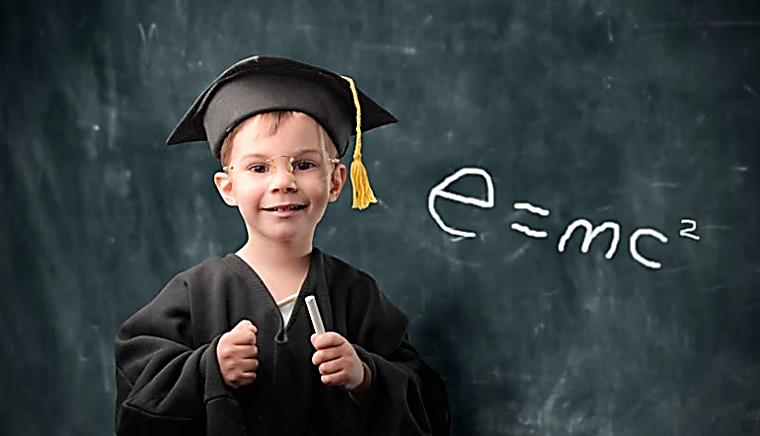 e = mc²